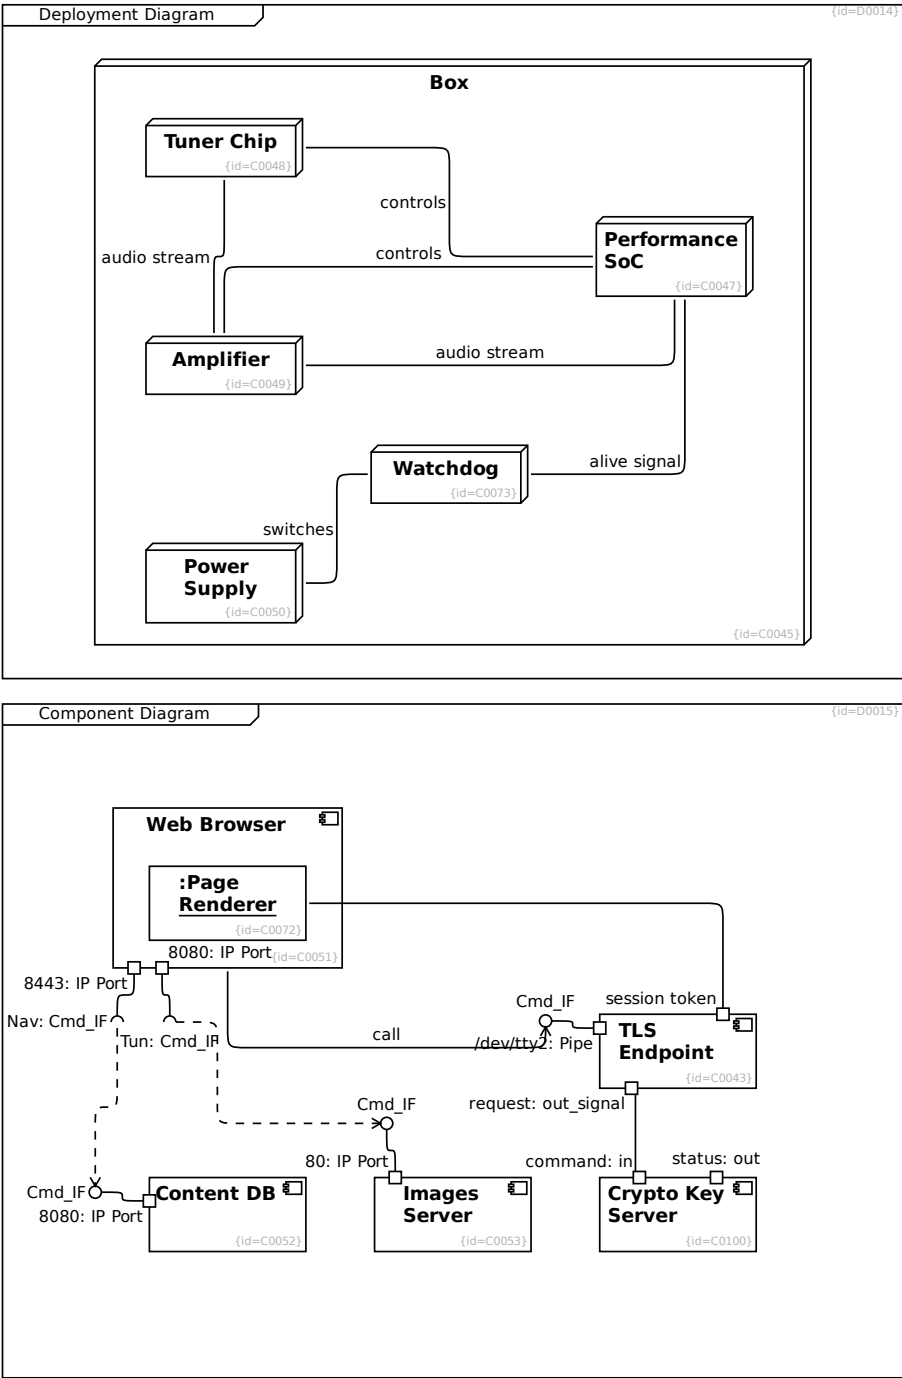 Deployment Diagram
{id=D0014}
Box
Tuner Chip
{id=C0048}
controls
Performance
SoC
{id=C0047}
audio stream
controls
Amplifier
{id=C0049}
audio stream
Watchdog
{id=C0073}
alive signal
switches
Power
Supply
{id=C0050}
{id=C0045}
Component Diagram
{id=D0015}
Web Browser
:Page
Renderer
{id=C0072}
8080: IP Port
{id=C0051}
8443: IP Port
Nav: Cmd_IF
Tun: Cmd_IF
call
Cmd_IF
session token
/dev/tty2: Pipe
TLS
Endpoint
{id=C0043}
request: out_signal
Cmd_IF
80: IP Port
command: in
status: out
Cmd_IF
8080: IP Port
Content DB
{id=C0052}
Images
Server
{id=C0053}
Crypto Key
Server
{id=C0100}